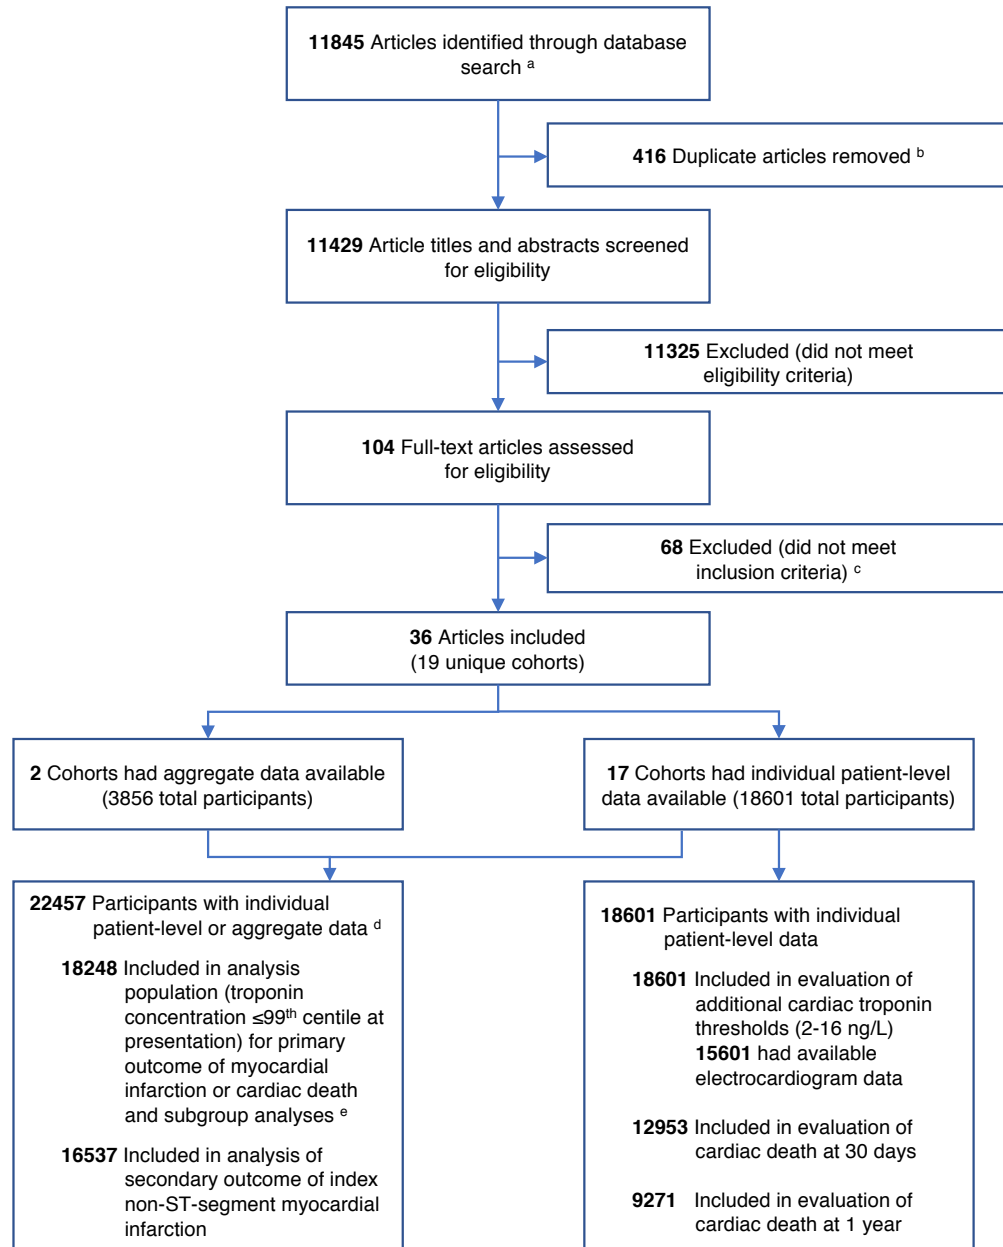 11845 Articles identified through database
search a
416 Duplicate articles removed b
11429 Article titles and abstracts screened
for eligibility
11325 Excluded (did not meet
eligibility criteria)
104 Full-text articles assessed
for eligibility
68 Excluded (did not meet
inclusion criteria) c
36 Articles included
(19 unique cohorts)
2 Cohorts had aggregate data available
(3856 total participants)
17 Cohorts had individual patient-level
data available (18601 total participants)
22457 Participants with individual
patient-level or aggregate data d
18248 Included in analysis
population (troponin
concentration ≤99th centile at
presentation) for primary
outcome of myocardial
infarction or cardiac death
and subgroup analyses e
16537 Included in analysis of
secondary outcome of index
non-ST-segment myocardial
infarction
18601 Participants with individual
patient-level data
18601 Included in evaluation of
additional cardiac troponin
thresholds (2-16 ng/L)
15601 had available
electrocardiogram data
12953 Included in evaluation of
cardiac death at 30 days
9271 Included in evaluation of
cardiac death at 1 year